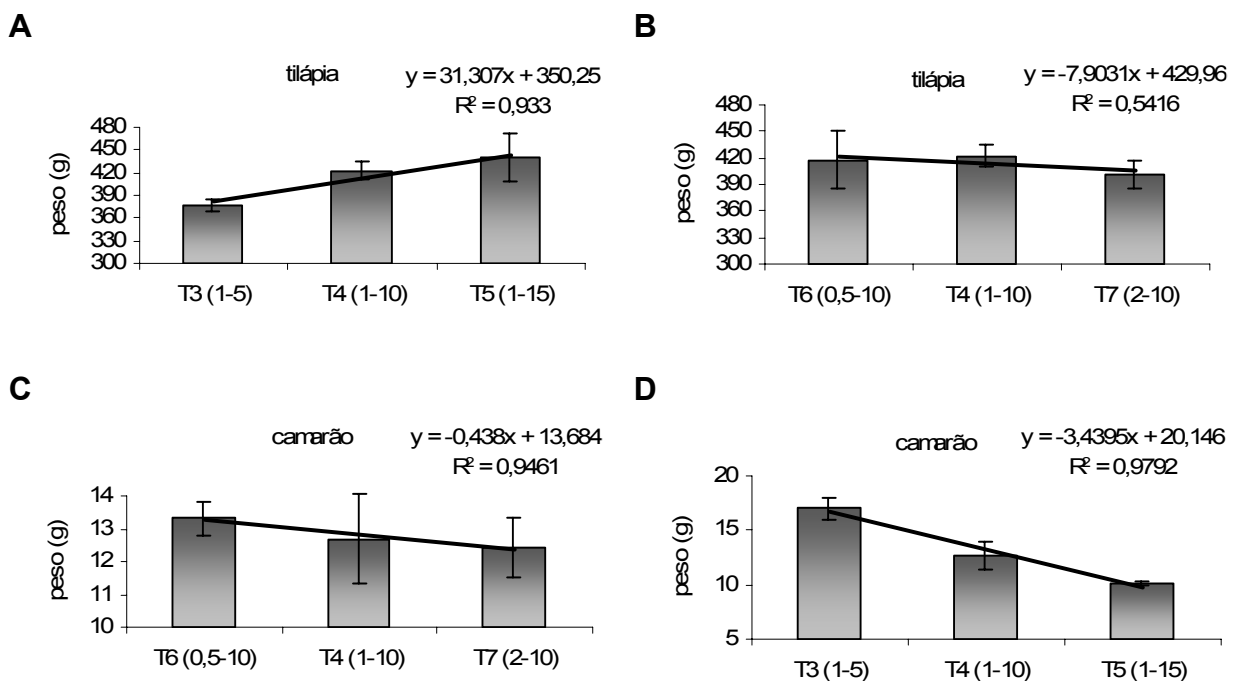 A
tilápia
y = 31,307x + 350,25
R² = 0,933
peso (g)
480
450
420
390
360
330
300
T3 (1-5)
T4 (1-10)
T5 (1-15)
B
tilápia
y = -7,9031x + 429,96
R² = 0,5416
peso (g)
480
450
420
390
360
330
300
T6 (0,5-10)
T4 (1-10)
T7 (2-10)
C
camarão
y = -0,438x + 13,684
R² = 0,9461
peso (g)
14
13
12
11
10
T6 (0,5-10)
T4 (1-10)
T7 (2-10)
D
camarão
y = -3,4395x + 20,146
R² = 0,9792
peso (g)
20
15
10
5
T3 (1-5)
T4 (1-10)
T5 (1-15)